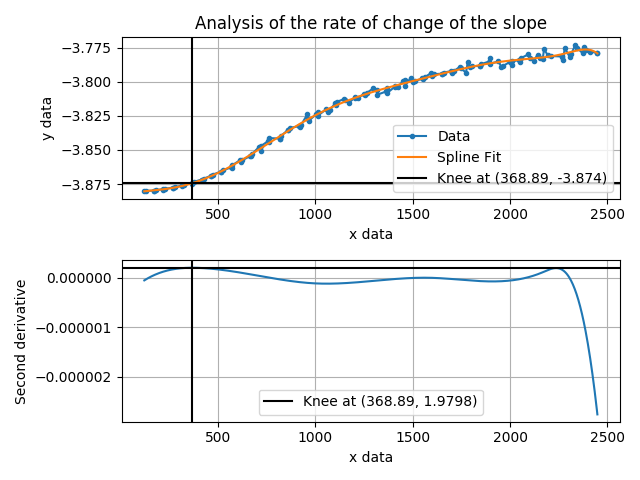 Analysis of the rate of change of the slope
y data
−3.775
−3.800
−3.825
−3.850
−3.875
Data
Spline Fit
Knee at (368.89, -3.874)
500
1000
1500
2000
2500
x data
Second derivative
0.000000
−0.000001
−0.000002
Knee at (368.89, 1.9798)
500
1000
1500
2000
2500
x data